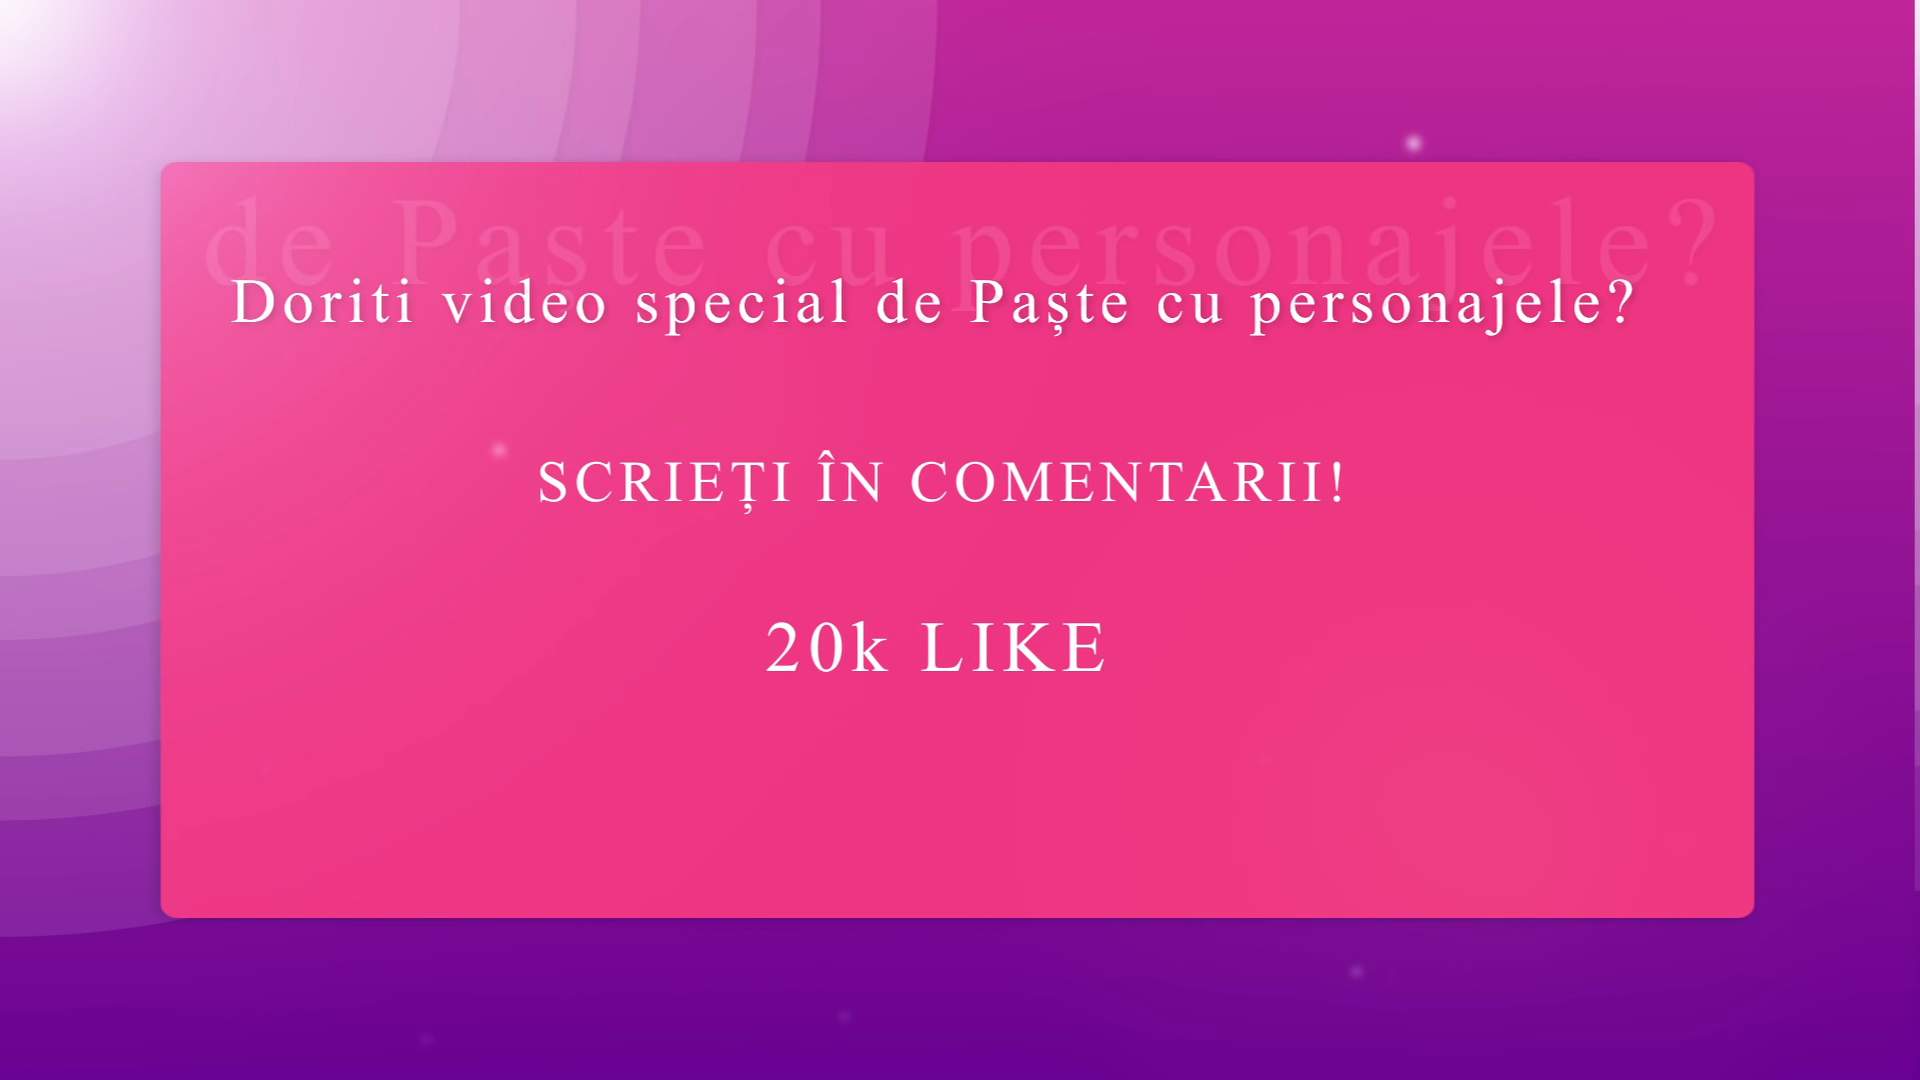 de Paste cu personajele?
Doriti video special de Paște cu personajele?
SCRIEȚI ÎN COMENTARII!
20k LIKE